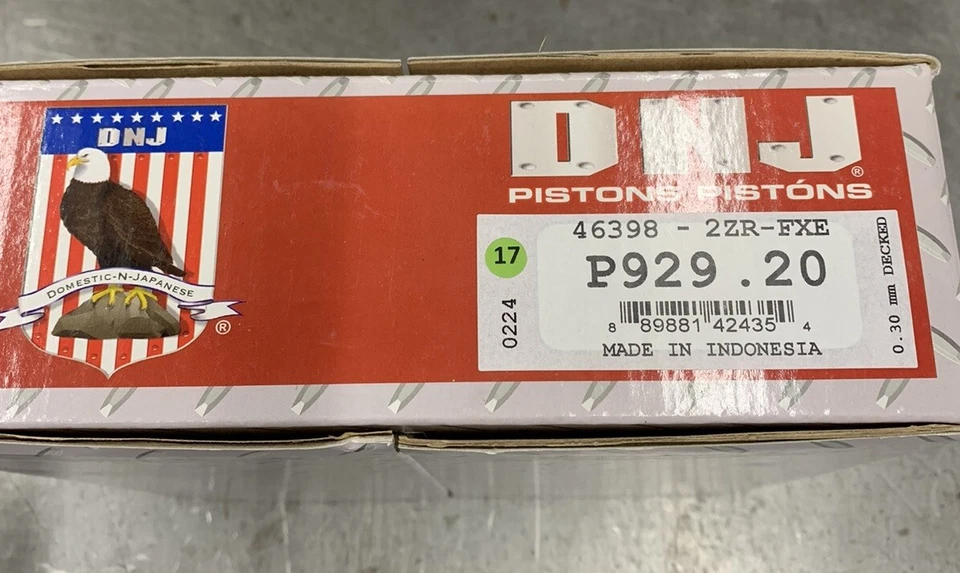 DNJ
DOMESTIC-N-JAPANESE
®
DNJ®
PISTONS PISTÓNS
17
0224
46398 - 2ZR-FXE
P929 .20
8 89881 42435 4
MADE IN INDONESIA
0.30 mm DECKED